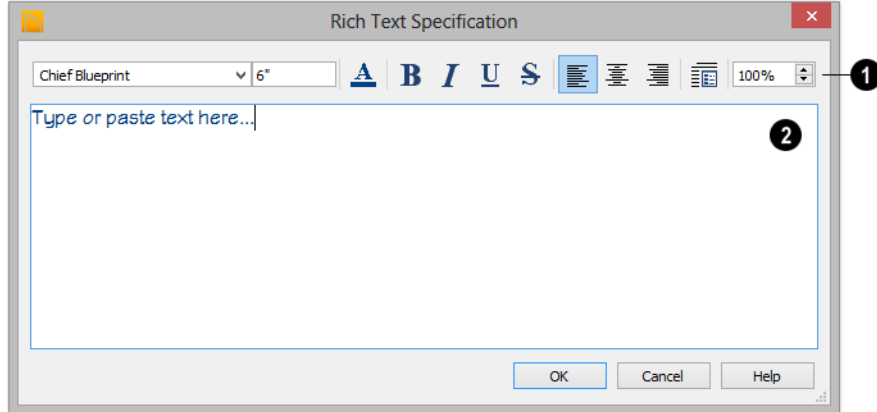 Rich Text Specification
Chief Blueprint 6" A B I U S 100% 1
Type or paste text here...
2
OK Cancel Help